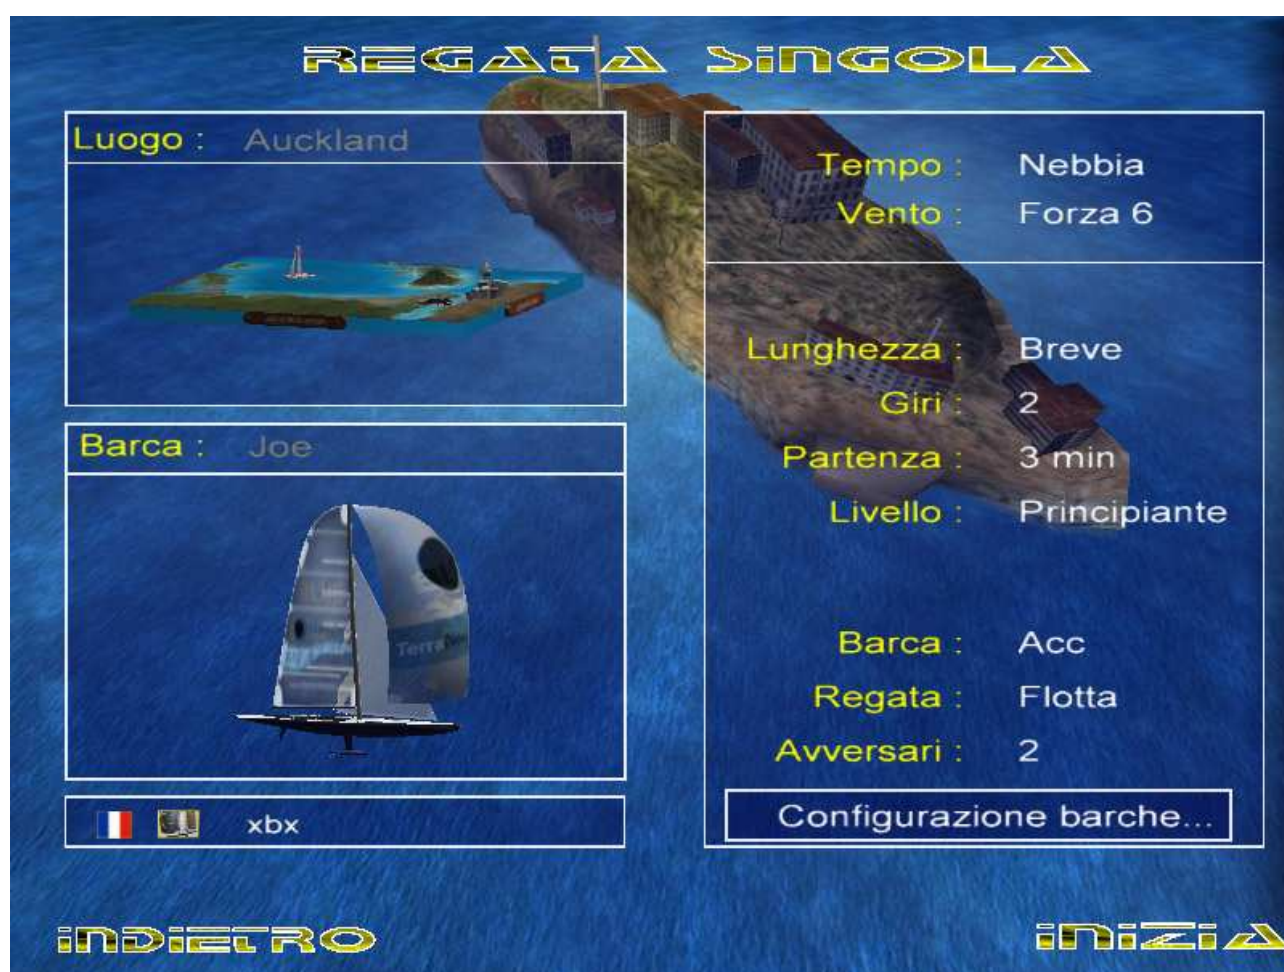 REGATA SINGOLA
Luogo : Auckland
Barca : Joe
Terra
xbx
Tempo : Nebbia
Vento : Forza 6
Lunghezza : Breve
Giri : 2
Partenza : 3 min
Livello : Principiante
Barca : Acc
Regata : Flotta
Avversari : 2
Configurazione barche...
INDIETRO
INIZIA